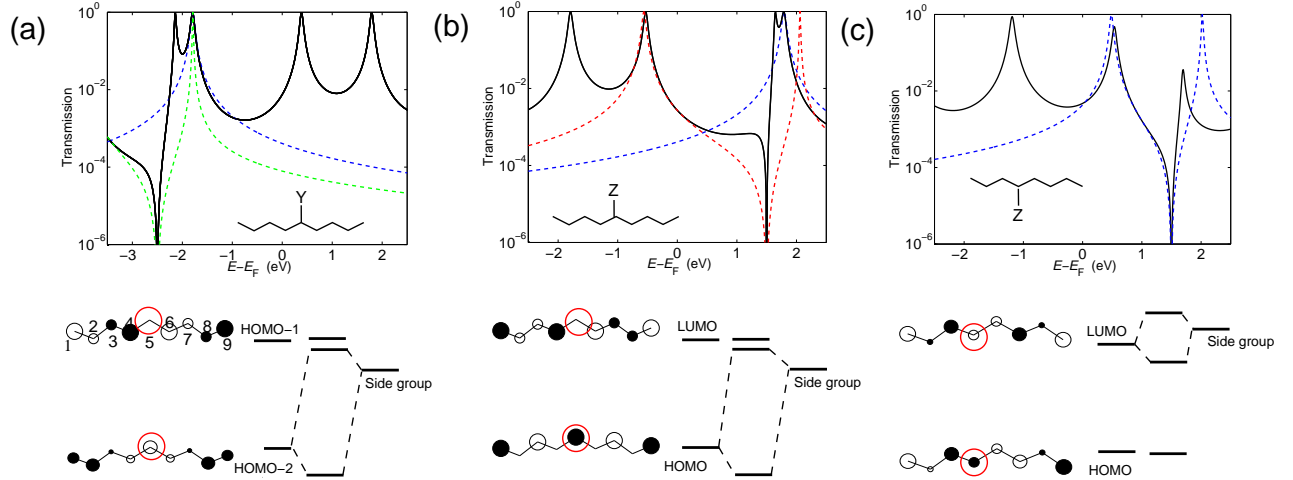 (a)
Transmission
10^0
10^-2
10^-4
10^-6
−3 −2 −1 0 1 2
E−E_F (eV)
Y
(b)
Transmission
10^0
10^-2
10^-4
10^-6
−2 −1 0 1 2
E−E_F (eV)
Z
(c)
Transmission
10^0
10^-2
10^-4
10^-6
−2 −1 0 1 2
E−E_F (eV)
Z
1 2 3 4 5 6 7 8 9
HOMO-1
Side group
HOMO-2
LUMO
Side group
HOMO
LUMO
Side group
HOMO